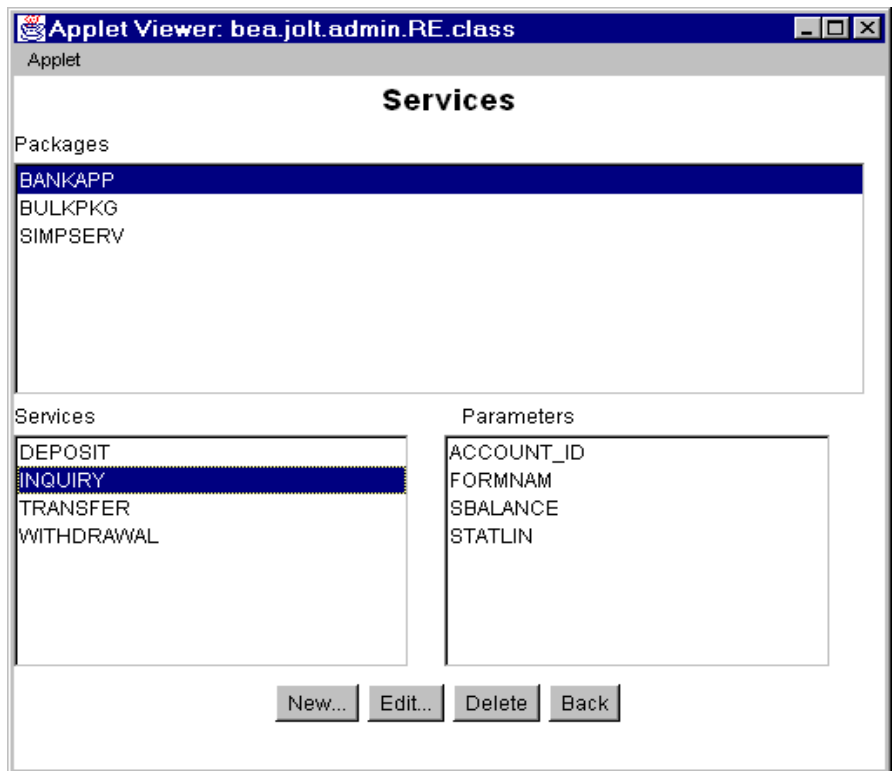 Applet Viewer: bea.jolt.admin.RE.class
Applet
Services
Packages
BANKAPP
BULKPKG
SIMPSERV
Services
DEPOSIT
INQUIRY
TRANSFER
WITHDRAWAL
Parameters
ACCOUNT_ID
FORMNAM
SBALANCE
STATLIN
New... Edit... Delete Back